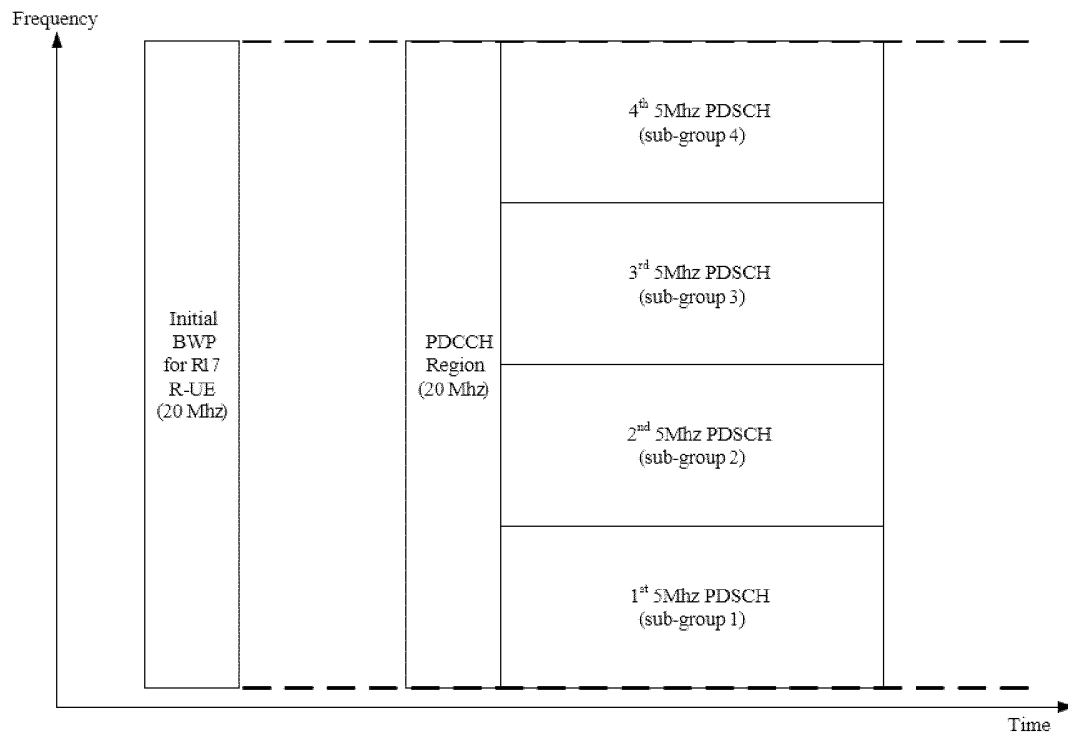 Frequency
4th 5Mhz PDSCH
(sub-group 4)
3rd 5Mhz PDSCH
(sub-group 3)
Initial
BWP
for R17
R-UE
(20 Mhz)
PDCCH
Region
(20 Mhz)
2nd 5Mhz PDSCH
(sub-group 2)
1st 5Mhz PDSCH
(sub-group 1)
Time